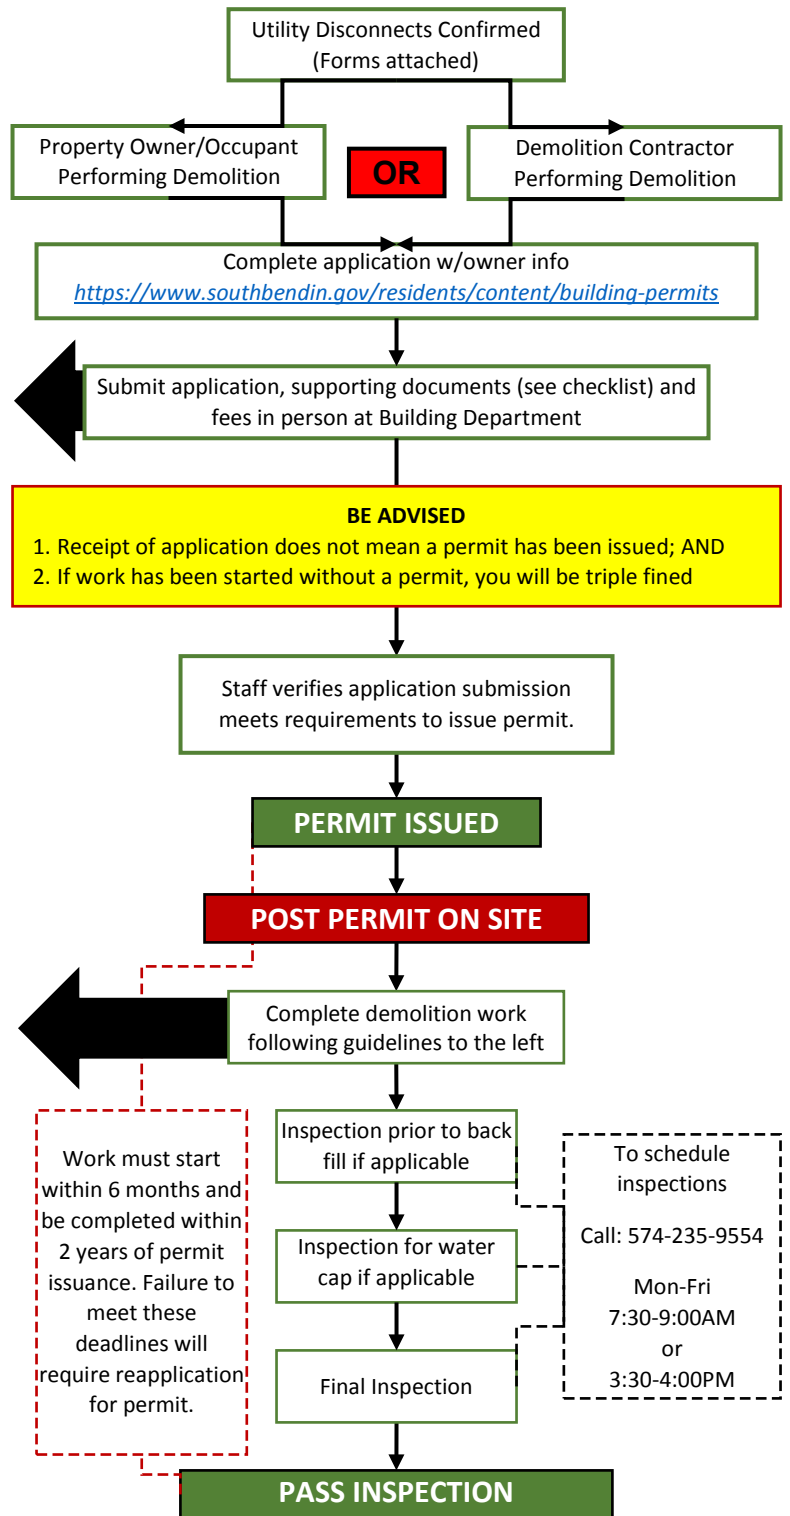 Utility Disconnects Confirmed
(Forms attached)
Property Owner/Occupant
Performing Demolition
OR
Demolition Contractor
Performing Demolition
Complete application w/owner info
https://www.southbendin.gov/residents/content/building-permits
Submit application, supporting documents (see checklist) and
fees in person at Building Department
BE ADVISED
1. Receipt of application does not mean a permit has been issued; AND
2. If work has been started without a permit, you will be triple fined
Staff verifies application submission
meets requirements to issue permit.
PERMIT ISSUED
POST PERMIT ON SITE
Complete demolition work
following guidelines to the left
Work must start
within 6 months and
be completed within
2 years of permit
issuance. Failure to
meet these
deadlines will
require reapplication
for permit.
Inspection prior to back
fill if applicable
Inspection for water
cap if applicable
Final Inspection
To schedule
inspections
Call: 574-235-9554
Mon-Fri
7:30-9:00AM
or
3:30-4:00PM
PASS INSPECTION